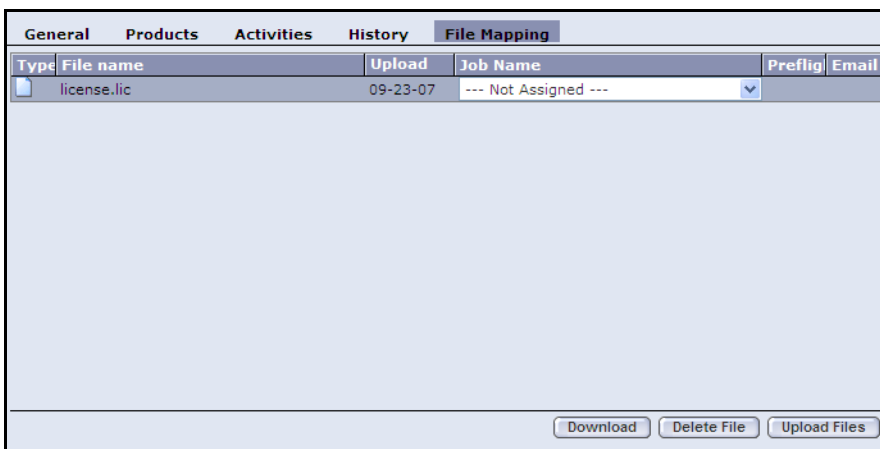 General Products Activities History File Mapping
Type File name Upload Job Name Preflig Email
license.lic 09-23-07 --- Not Assigned ---
Download Delete File Upload Files